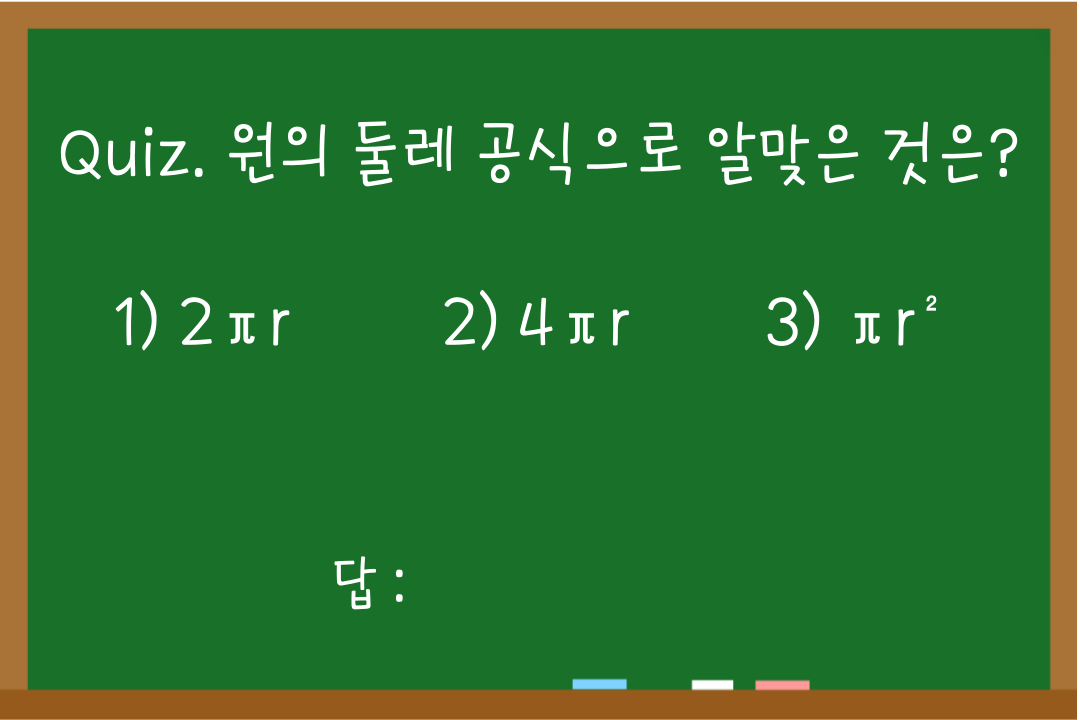 Quiz. 원의 둘레 공식으로 알맞은 것은?
1) 2πr 2) 4πr 3) πr²
답 :